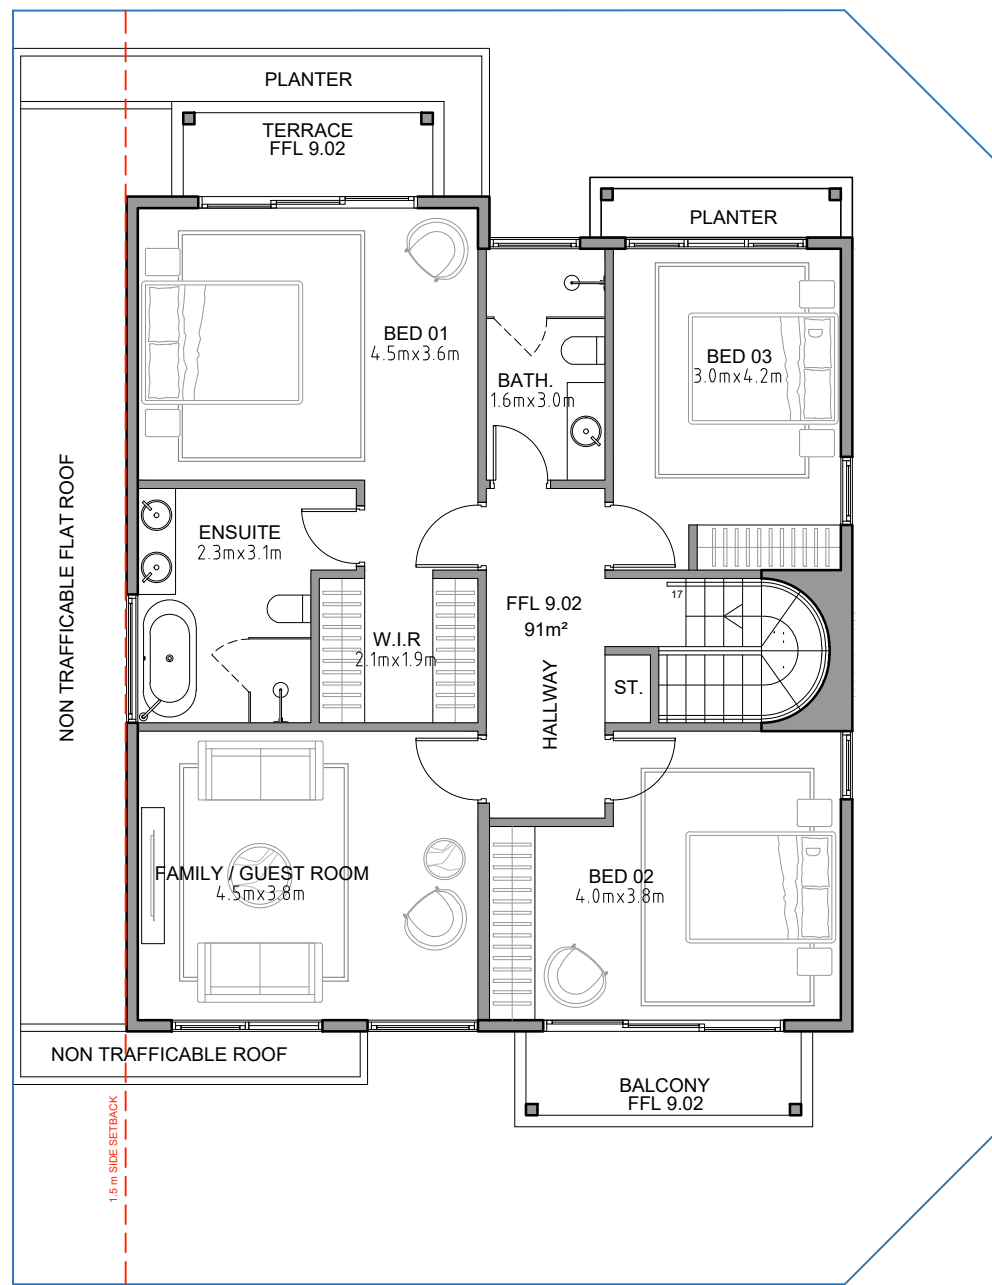 PLANTER
TERRACE
FFL 9.02
PLANTER
BED 01
4.5mx3.6m
BED 03
3.0mx4.2m
BATH.
1.6mx3.0m
NON TRAFFICABLE FLAT ROOF
ENSUITE
2.3mx3.1m
FFL 9.02
91m²
17
W.I.R
2.1mx1.9m
HALLWAY
ST.
FAMILY / GUEST ROOM
4.5mx3.8m
BED 02
4.0mx3.8m
NON TRAFFICABLE ROOF
BALCONY
FFL 9.02
1.5 m SIDE SETBACK